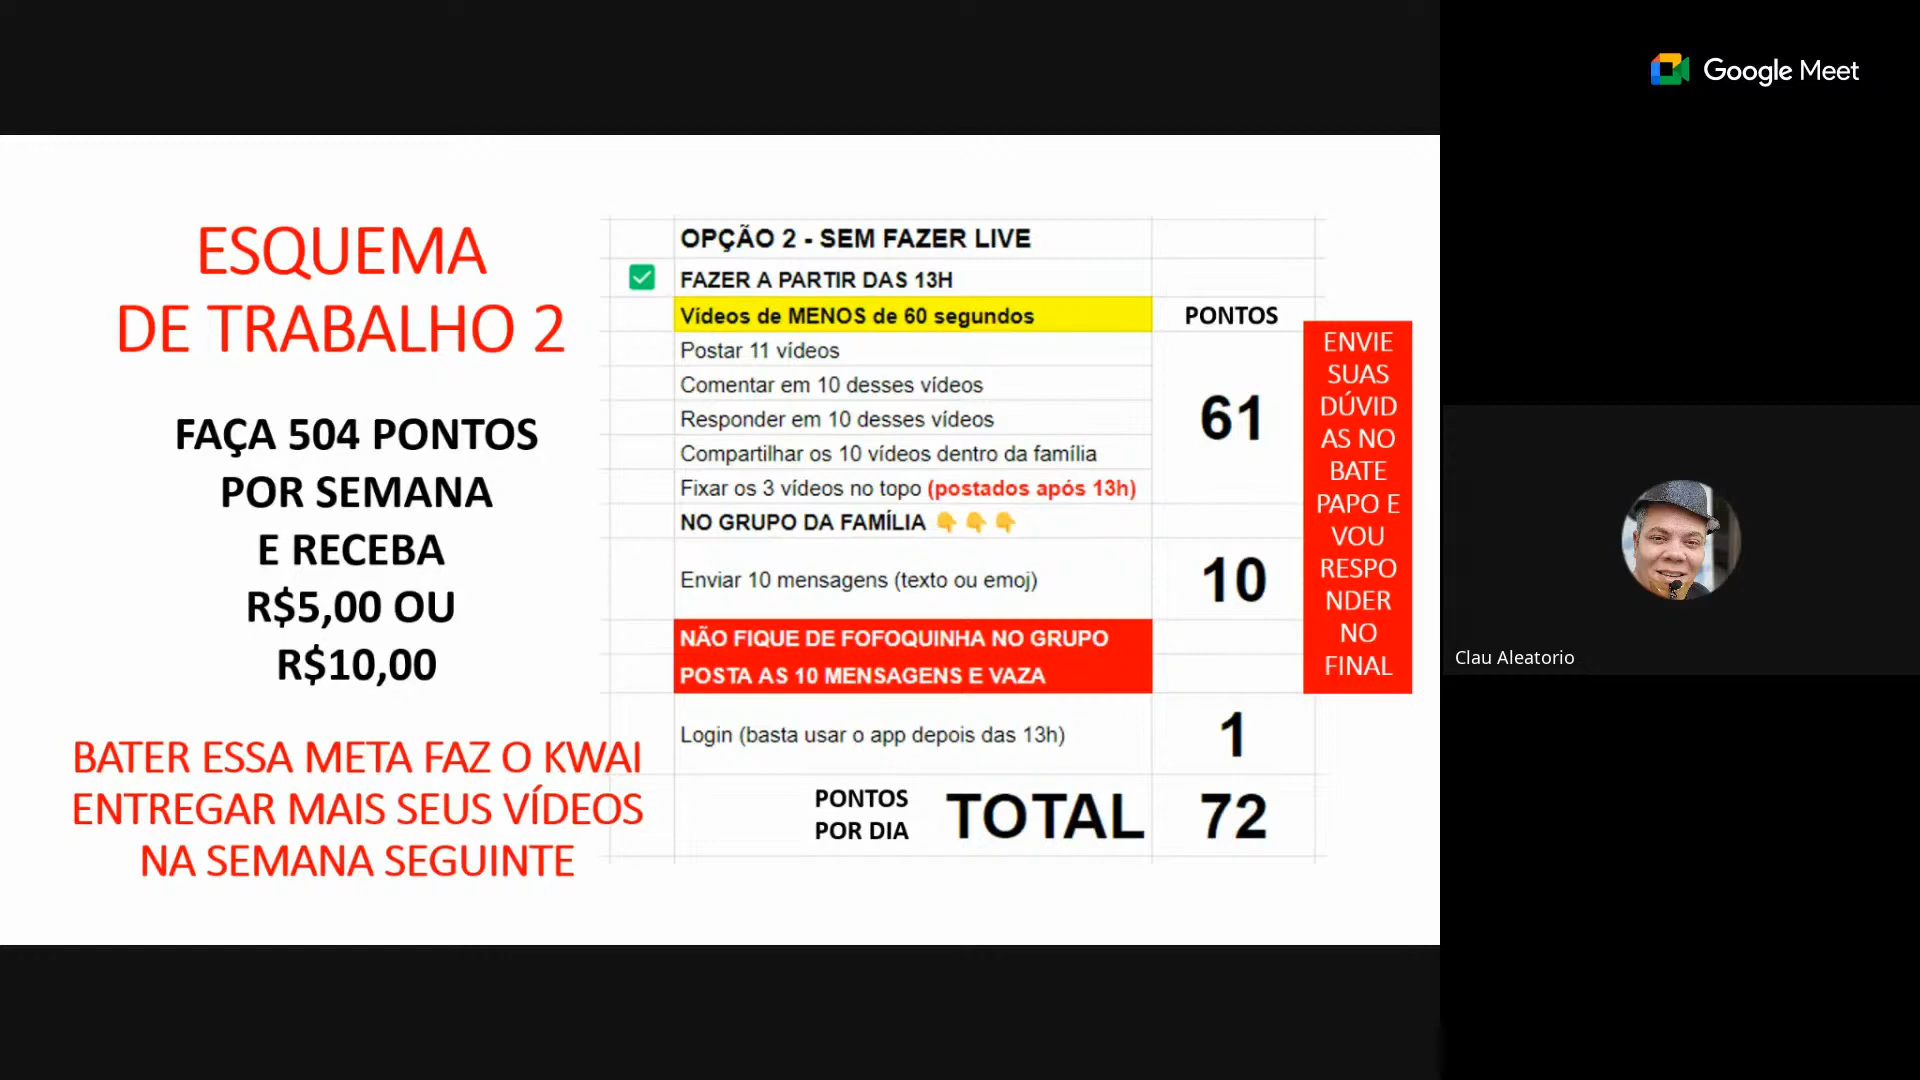 Google Meet
ESQUEMA
DE TRABALHO 2
FAÇA 504 PONTOS
POR SEMANA
E RECEBA
R$5,00 OU
R$10,00
BATER ESSA META FAZ O KWAI
ENTREGAR MAIS SEUS VÍDEOS
NA SEMANA SEGUINTE
OPÇÃO 2 - SEM FAZER LIVE
FAZER A PARTIR DAS 13H
Vídeos de MENOS de 60 segundos
PONTOS
Postar 11 vídeos
Comentar em 10 desses vídeos
Responder em 10 desses vídeos
Compartilhar os 10 vídeos dentro da família
Fixar os 3 vídeos no topo (postados após 13h)
61
NO GRUPO DA FAMÍLIA 👇👇👇
Enviar 10 mensagens (texto ou emoj)
10
NÃO FIQUE DE FOFOQUINHA NO GRUPO
POSTA AS 10 MENSAGENS E VAZA
Login (basta usar o app depois das 13h)
1
PONTOS
POR DIA
TOTAL
72
ENVIE
SUAS
DÚVID
AS NO
BATE
PAPO E
VOU
RESPO
NDER
NO
FINAL
Clau Aleatorio